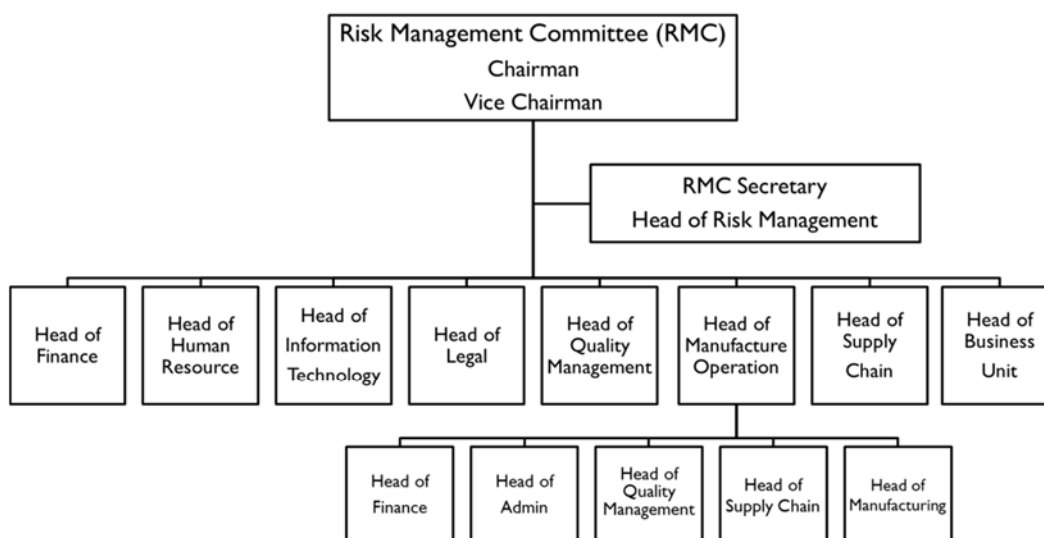 Risk Management Committee (RMC)
Chairman
Vice Chairman
RMC Secretary
Head of Risk Management
Head of
Finance
Head of
Human
Resource
Head of
Information
Technology
Head of
Legal
Head of
Quality
Management
Head of
Manufacture
Operation
Head of
Supply
Chain
Head of
Business
Unit
Head of
Finance
Head of
Admin
Head of
Quality
Management
Head of
Supply Chain
Head of
Manufacturing